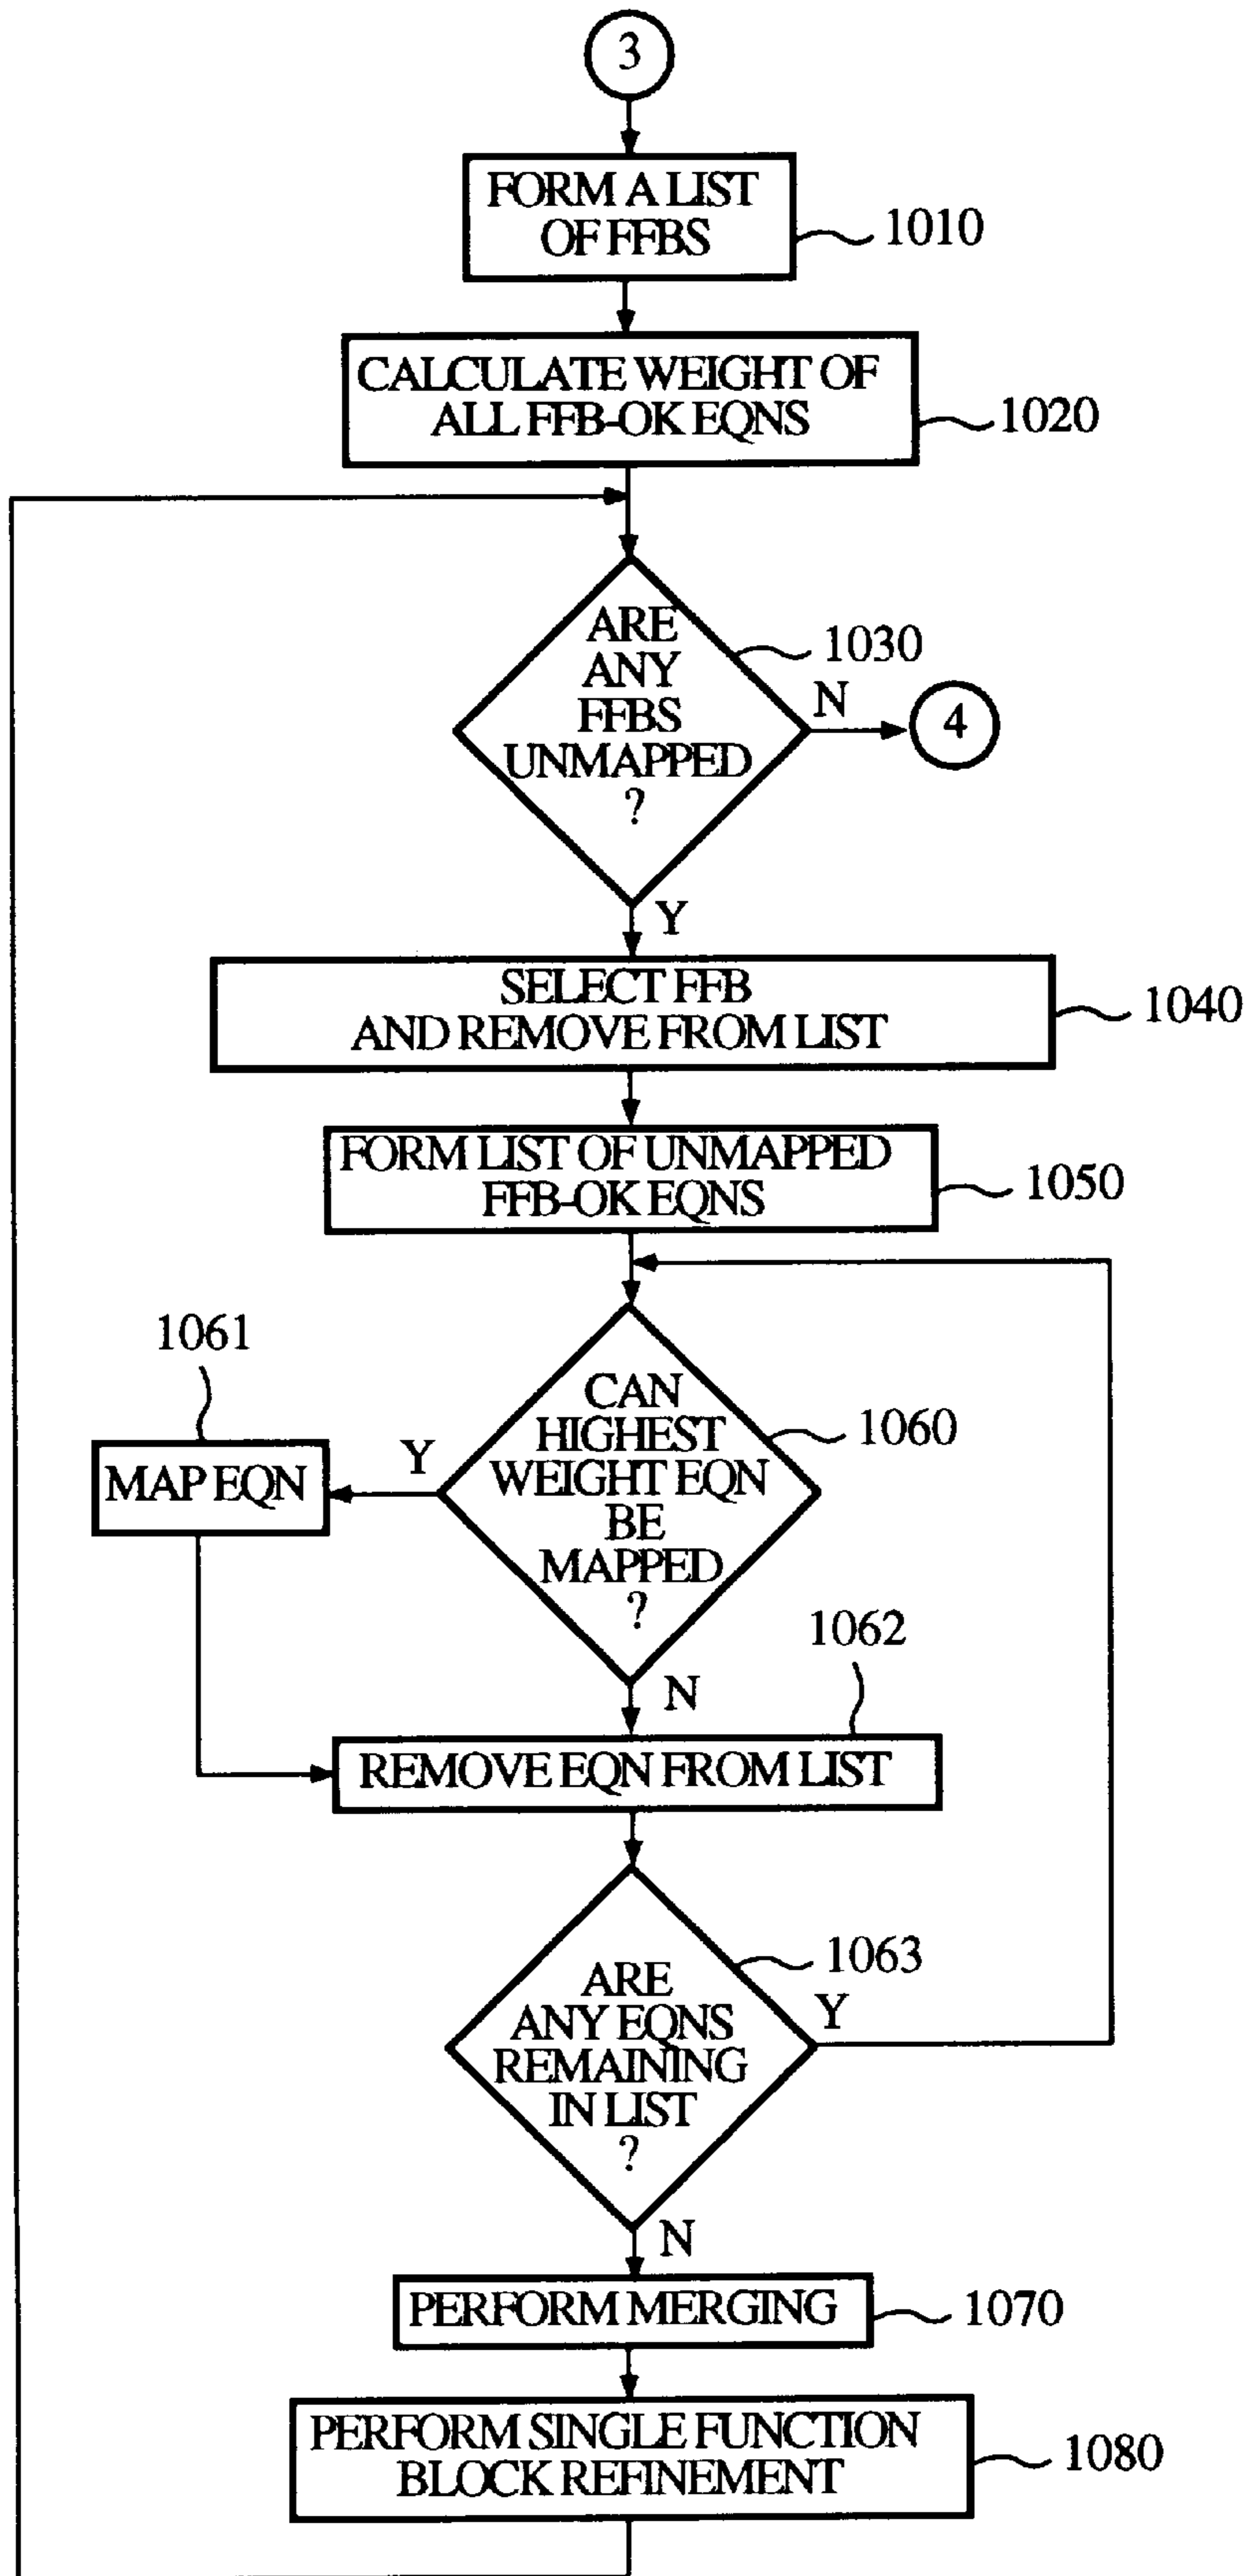 3
FORM A LIST
OF FFBS
1010
CALCULATE WEIGHT OF
ALL FFB-OK EQNS
1020
ARE
ANY
FFBS
UNMAPPED
?
1030
N
4
Y
SELECT FFB
AND REMOVE FROM LIST
1040
FORM LIST OF UNMAPPED
FFB-OK EQNS
1050
1061
MAP EQN
Y
CAN
HIGHEST
WEIGHT EQN
BE
MAPPED
?
1060
N
1062
REMOVE EQN FROM LIST
ARE
ANY EQNS
REMAINING
IN LIST
?
1063
Y
N
PERFORM MERGING
1070
PERFORM SINGLE FUNCTION
BLOCK REFINEMENT
1080